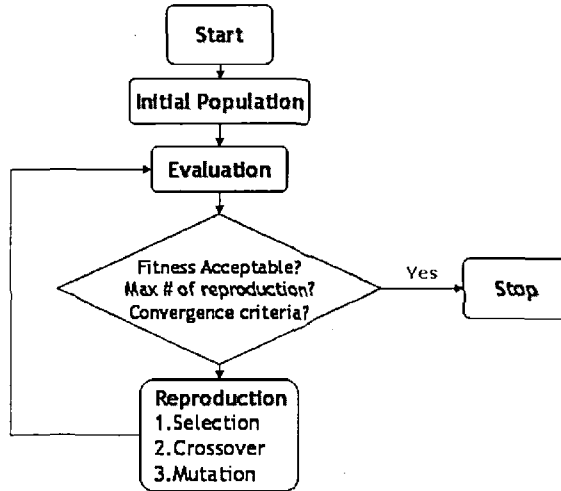 Start
Initial Population
Evaluation
Fitness Acceptable?
Max # of reproduction?
Convergence criteria?
Yes
Stop
Reproduction
1.Selection
2.Crossover
3.Mutation